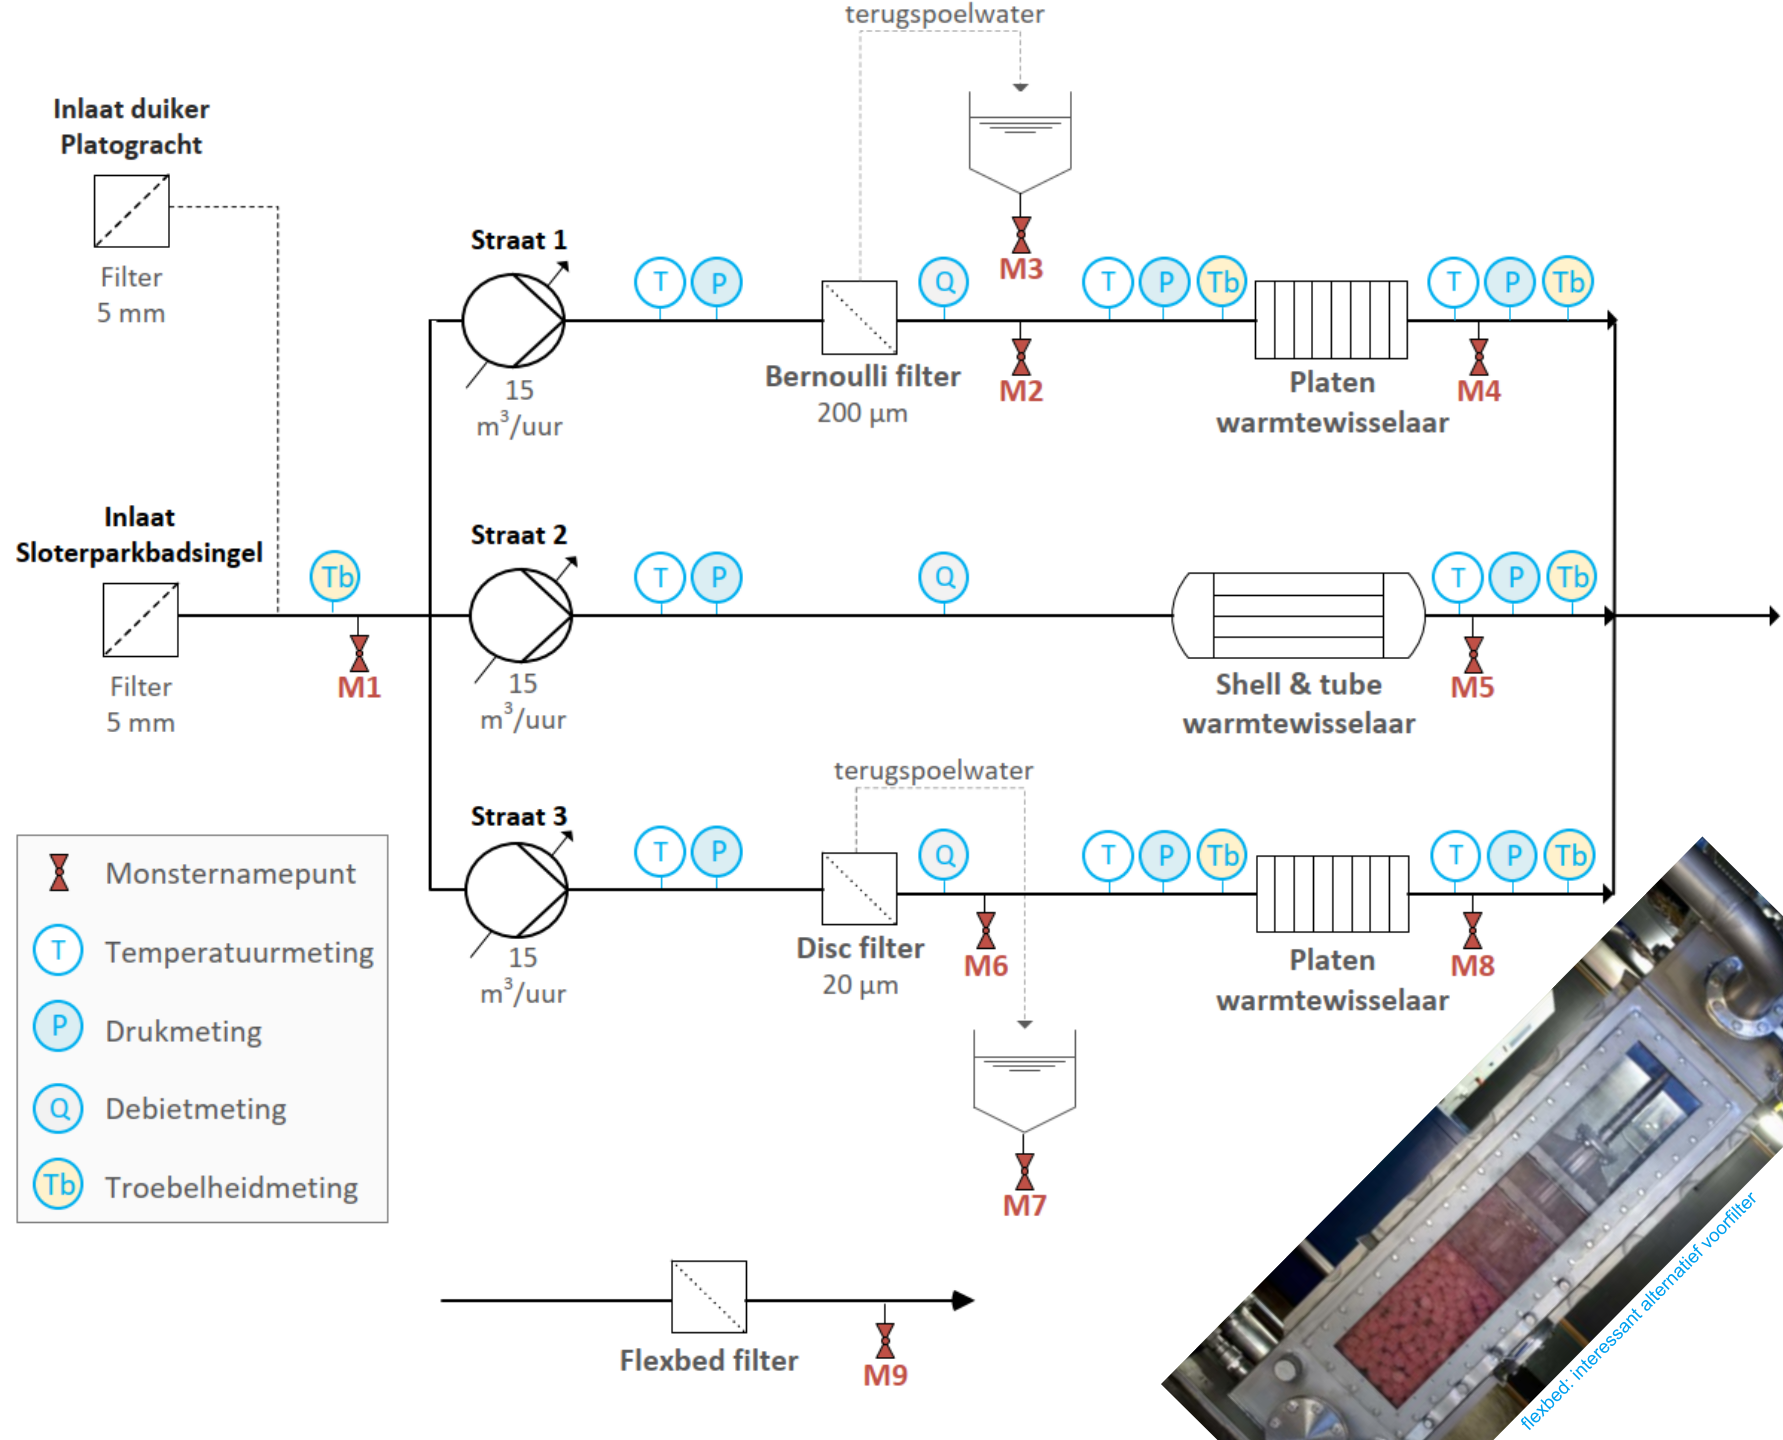 terugspoelwater
Inlaat duiker
Platogracht
Filter
5 mm
Straat 1
15
m³/uur
T
P
Bernoulli filter
200 µm
Q
M3
M2
T
P
Tb
Platen
warmtewisselaar
T
P
Tb
M4
Inlaat
Sloterparkbadsingel
Filter
5 mm
Tb
M1
Straat 2
15
m³/uur
T
P
Q
Shell & tube
warmtewisselaar
T
P
Tb
M5
terugspoelwater
Straat 3
15
m³/uur
T
P
Disc filter
20 µm
Q
M6
T
P
Tb
Platen
warmtewisselaar
T
P
Tb
M8
M7
Monsternamepunt
T Temperatuurmeting
P Drukmeting
Q Debietmeting
Tb Troebelheidmeting
Flexbed filter
M9
flexbed: interessant alternatief voorfilter